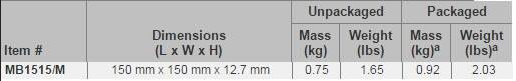 Unpackaged Packaged
Item # Dimensions (L x W x H) Mass (kg) Weight (lbs) Mass (kg)ᵃ Weight (lbs)ᵃ
MB1515/M 150 mm x 150 mm x 12.7 mm 0.75 1.65 0.92 2.03